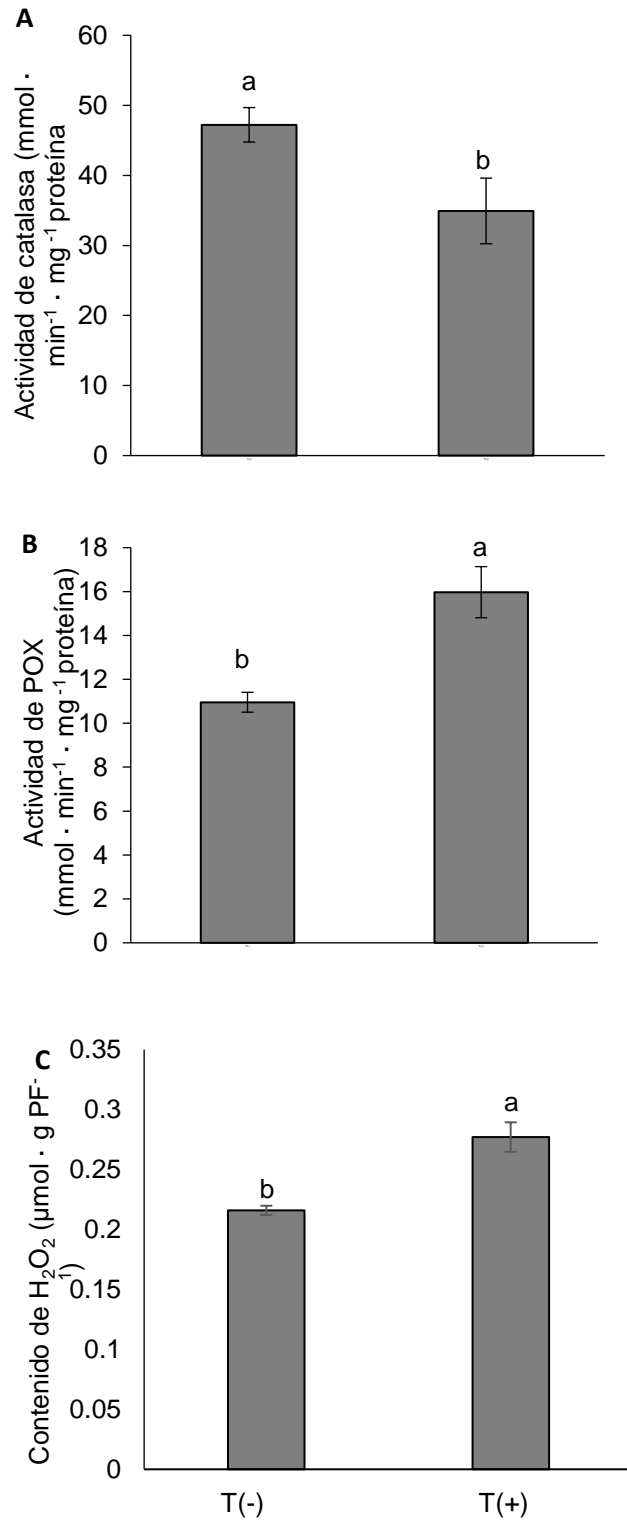 A
Actividad de catalasa (mmol ·
min⁻¹ · mg⁻¹ proteína
60
50
40
30
20
10
0
a
b
B
Actividad de POX
(mmol · min⁻¹ · mg⁻¹ proteína)
18
16
14
12
10
8
6
4
2
0
b
a
C
Contenido de H₂O₂ (µmol · g PF⁻
¹)
0.35
0.3
0.25
0.2
0.15
0.1
0.05
0
b
a
T(-)
T(+)